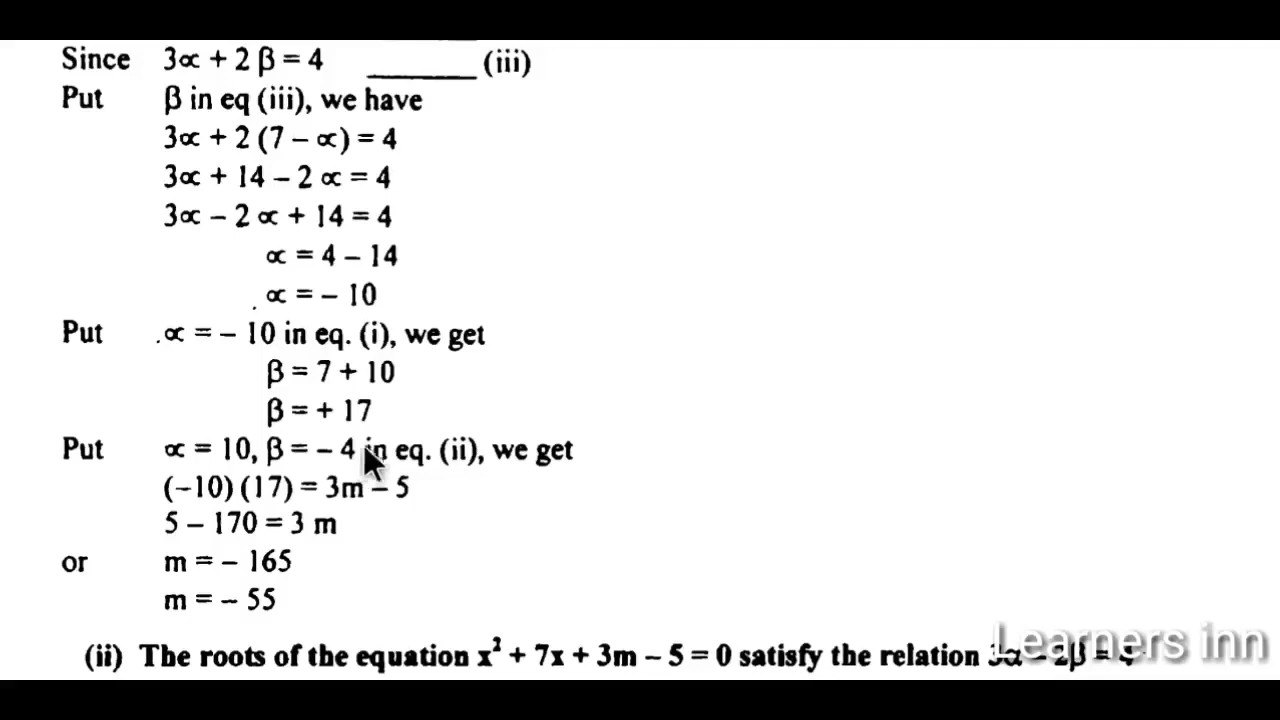 Since 3∝ + 2 β = 4 ________ (iii)
Put β in eq (iii), we have
3∝ + 2 (7 – ∝) = 4
3∝ + 14 – 2 ∝ = 4
3∝ – 2 ∝ + 14 = 4
∝ = 4 – 14
∝ = – 10
Put ∝ = – 10 in eq. (i), we get
β = 7 + 10
β = + 17
Put ∝ = 10, β = – 4 in eq. (ii), we get
(–10) (17) = 3m – 5
5 – 170 = 3 m
or m = – 165
m = – 55
(ii) The roots of the equation x² + 7x + 3m – 5 = 0 satisfy the relation 3α – 2β = 4
Learners inn